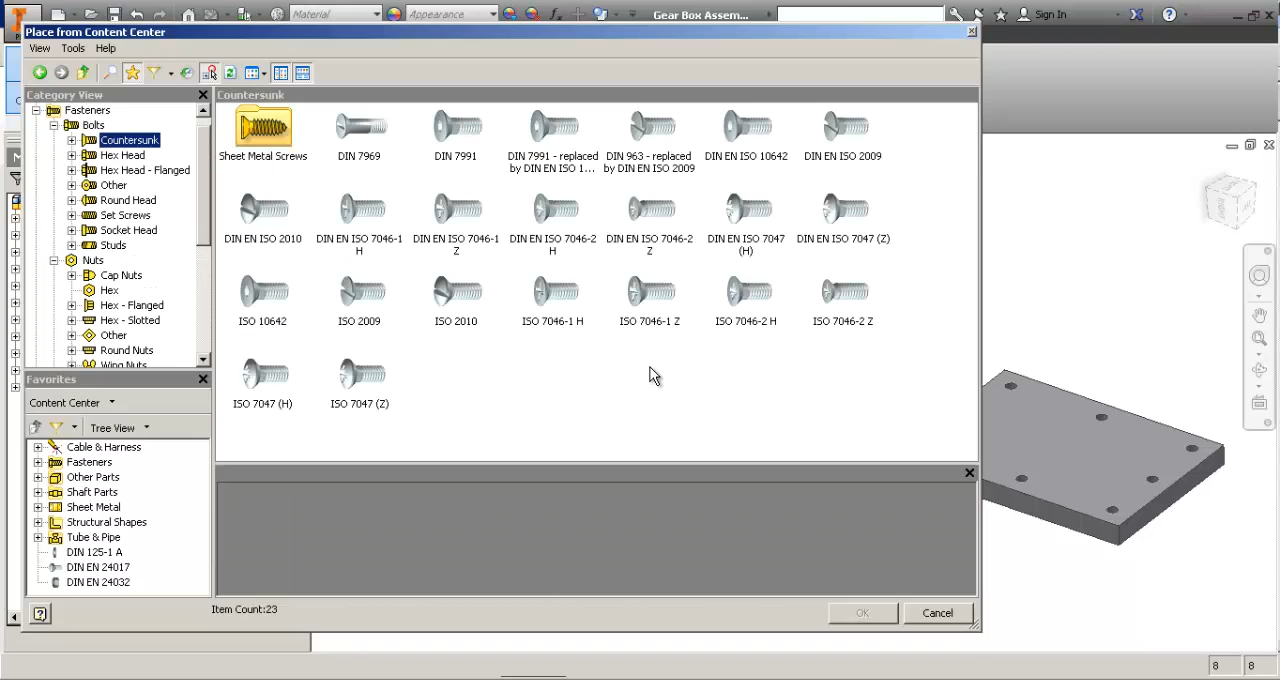 Material
Appearance
Gear Box Assem...
Sign In
Place from Content Center
View Tools Help
Category View
Fasteners
Bolts
Countersunk
Hex Head
Hex Head - Flanged
Other
Round Head
Set Screws
Socket Head
Studs
Nuts
Cap Nuts
Hex
Hex - Flanged
Hex - Slotted
Other
Round Nuts
Wing Nuts
Countersunk
Sheet Metal Screws
DIN 7969
DIN 7991
DIN 7991 - replaced
by DIN EN ISO 1...
DIN 963 - replaced
by DIN EN ISO 2009
DIN EN ISO 10642
DIN EN ISO 2009
DIN EN ISO 2010
DIN EN ISO 7046-1
H
DIN EN ISO 7046-1
Z
DIN EN ISO 7046-2
H
DIN EN ISO 7046-2
Z
DIN EN ISO 7047
(H)
DIN EN ISO 7047 (Z)
ISO 10642
ISO 2009
ISO 2010
ISO 7046-1 H
ISO 7046-1 Z
ISO 7046-2 H
ISO 7046-2 Z
ISO 7047 (H)
ISO 7047 (Z)
Favorites
Content Center
Tree View
Cable & Harness
Fasteners
Other Parts
Shaft Parts
Sheet Metal
Structural Shapes
Tube & Pipe
DIN 125-1 A
DIN EN 24017
DIN EN 24032
Item Count:23
OK
Cancel
8 8